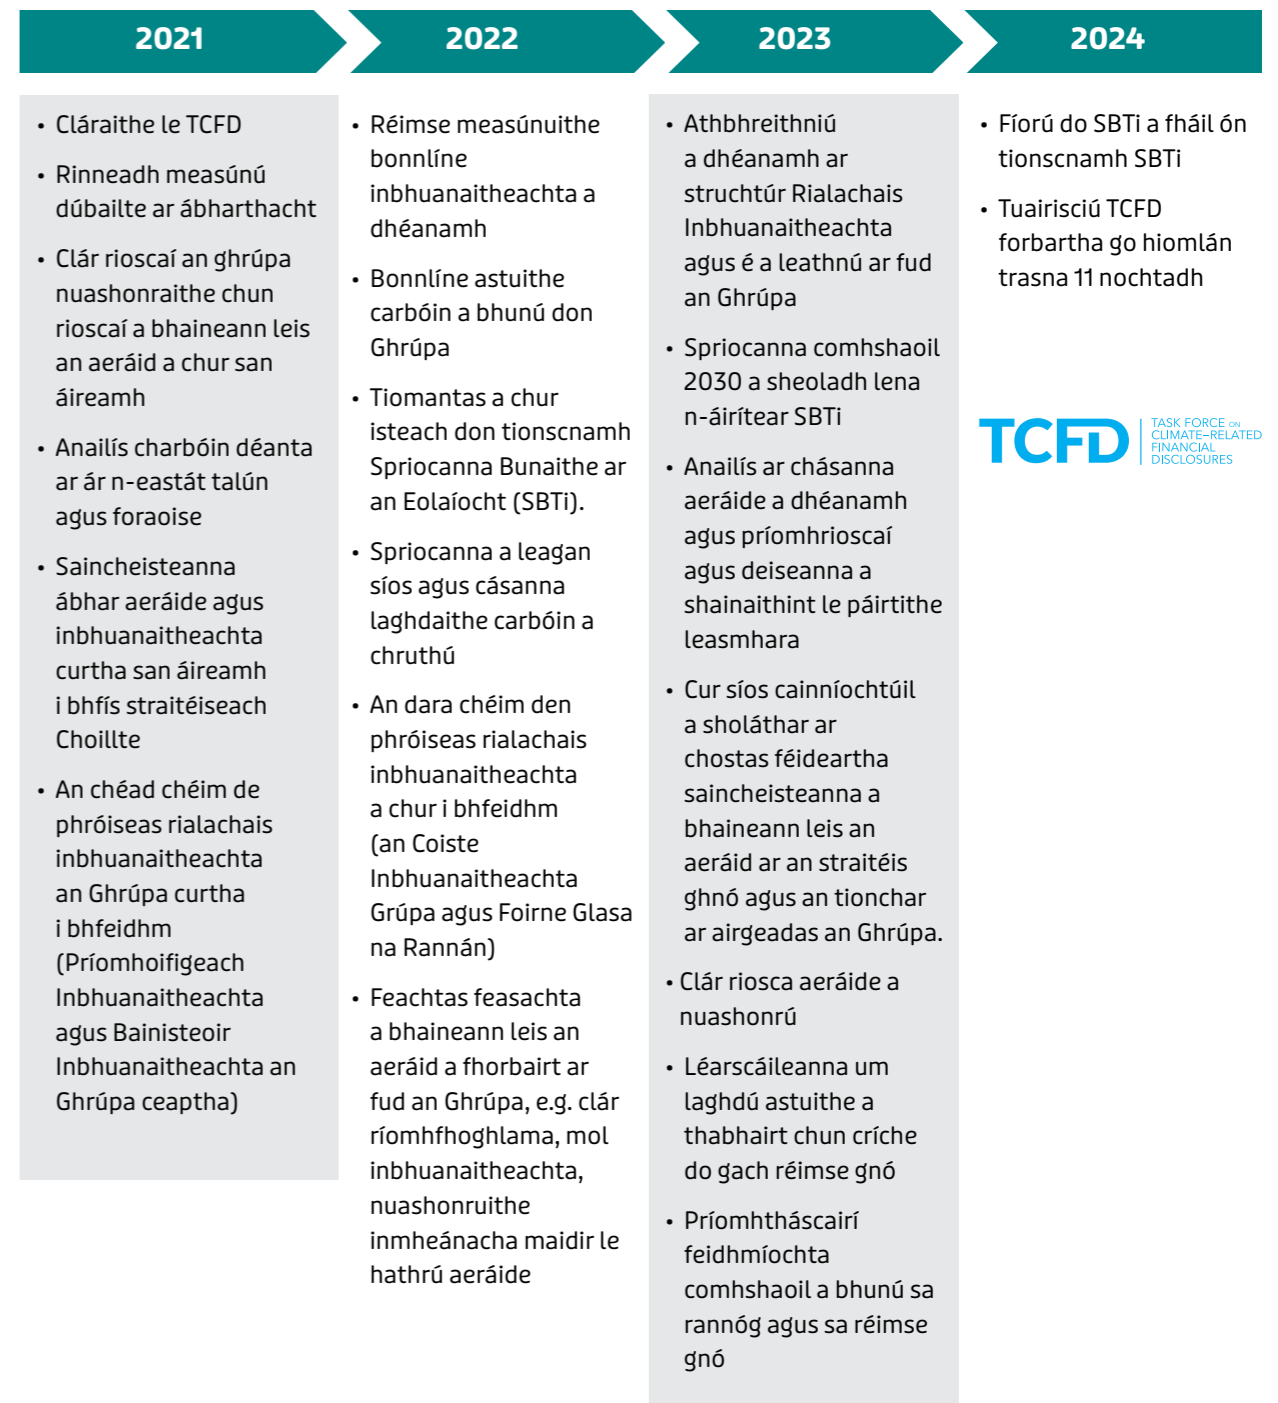 2021
2022
2023
2024
• Cláraithe le TCFD
• Rinneadh measúnú
dúbailte ar ábharthacht
• Clár rioscaí an ghrúpa
nuashonraithe chun
rioscaí a bhaineann leis
an aeráid a chur san
áireamh
• Anailís charbóin déanta
ar ár n-eastát talún
agus foraoise
• Saincheisteanna
ábhar aeráide agus
inbhuanaitheachta
curtha san áireamh
i bhfís straitéiseach
Choillte
• An chéad chéim de
phróiseas rialachais
inbhuanaitheachta
an Ghrúpa curtha
i bhfeidhm
(Príomhoifigeach
Inbhuanaitheachta
agus Bainisteoir
Inbhuanaitheachta an
Ghrúpa ceaptha)
• Réimse measúnuithe
bonnlíne
inbhuanaitheachta a
dhéanamh
• Bonnlíne astuithe
carbóin a bhunú don
Ghrúpa
• Tiomantas a chur
isteach don tionscnamh
Spriocanna Bunaithe ar
an Eolaíocht (SBTi).
• Spriocanna a leagan
síos agus cásanna
laghdaithe carbóin a
chruthú
• An dara chéim den
phróiseas rialachais
inbhuanaitheachta
a chur i bhfeidhm
(an Coiste
Inbhuanaitheachta
Grúpa agus Foirne Glasa
na Rannán)
• Feachtas feasachta
a bhaineann leis an
aeráid a fhorbairt ar
fud an Ghrúpa, e.g. clár
ríomhfhoghlama, mol
inbhuanaitheachta,
nuashonruithe
inmheánacha maidir le
hathrú aeráide
• Athbhreithniú
a dhéanamh ar
struchtúr Rialachais
Inbhuanaitheachta
agus é a leathnú ar fud
an Ghrúpa
• Spriocanna comhshaoil
2030 a sheoladh lena
n-áirítear SBTi
• Anailís ar chásanna
aeráide a dhéanamh
agus príomhrioscaí
agus deiseanna a
shainaithint le páirtithe
leasmhara
• Cur síos cainníochtúil
a sholáthar ar
chostas féideartha
saincheisteanna a
bhaineann leis an
aeráid ar an straitéis
ghnó agus an tionchar
ar airgeadas an Ghrúpa.
• Clár riosca aeráide a
nuashonrú
• Léarscáileanna um
laghdú astuithe a
thabhairt chun críche
do gach réimse gnó
• Príomhtháscairí
feidhmíochta
comhshaoil a bhunú sa
rannóg agus sa réimse
gnó
• Fíorú do SBTi a fháil ón
tionscnamh SBTi
• Tuairisciú TCFD
forbartha go hiomlán
trasna 11 nochtadh
TCFD
TASK FORCE ON
CLIMATE-RELATED
FINANCIAL
DISCLOSURES